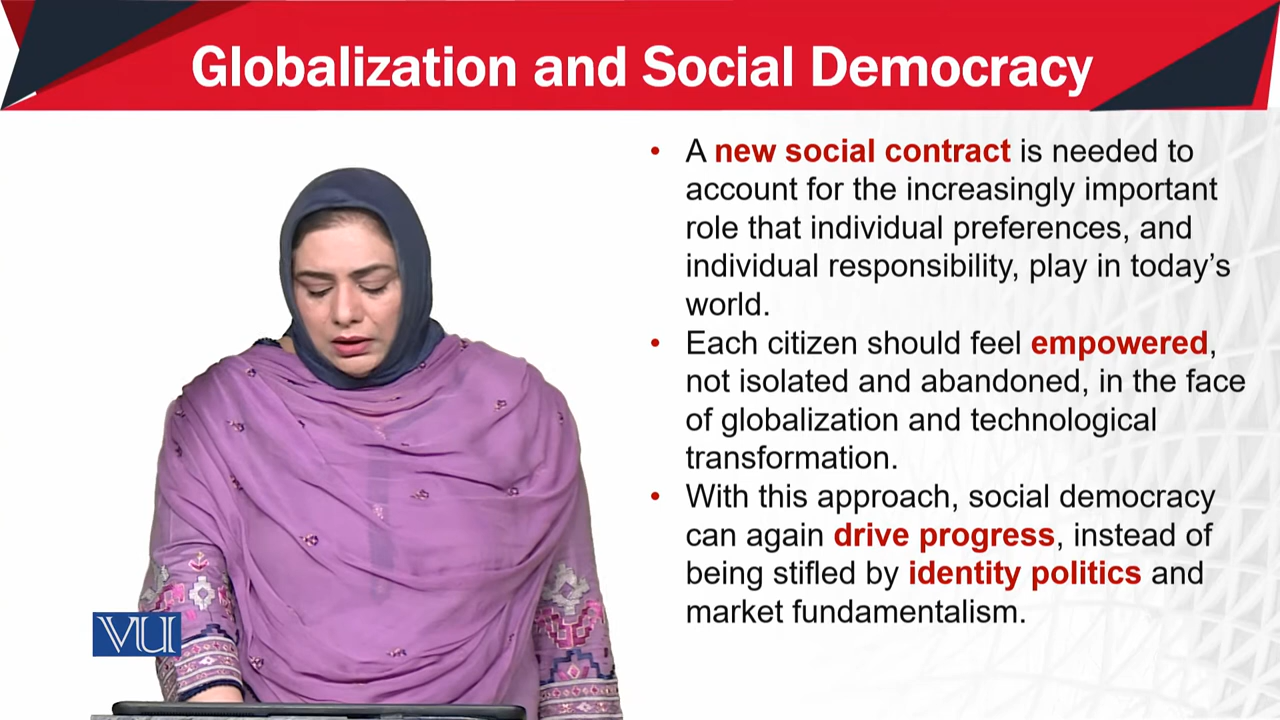 Globalization and Social Democracy
• A new social contract is needed to
account for the increasingly important
role that individual preferences, and
individual responsibility, play in today’s
world.
• Each citizen should feel empowered,
not isolated and abandoned, in the face
of globalization and technological
transformation.
• With this approach, social democracy
can again drive progress, instead of
being stifled by identity politics and
market fundamentalism.
VU